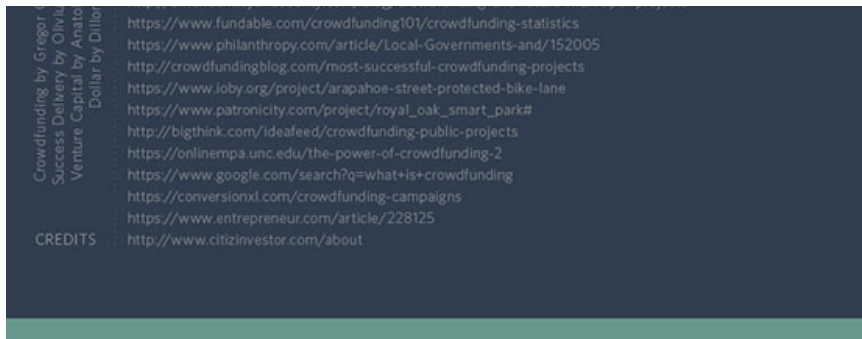 https://www.fundable.com/crowdfunding101/crowdfunding-statistics
https://www.philanthropy.com/article/Local-Governments-and/152005
http://crowdfundingblog.com/most-successful-crowdfunding-projects
https://www.ioby.org/project/arapahoe-street-protected-bike-lane
https://www.patronicity.com/project/royal_oak_smart_park#
http://bigthink.com/ideafeed/crowdfunding-public-projects
https://onlinempa.unc.edu/the-power-of-crowdfunding-2
https://www.google.com/search?q=what+is+crowdfunding
https://conversionxl.com/crowdfunding-campaigns
https://www.entrepreneur.com/article/228125
http://www.citizinvestor.com/about
CREDITS
Crowdfunding by Gregor
Success Delivery by
Venture Capital by
Dollar by